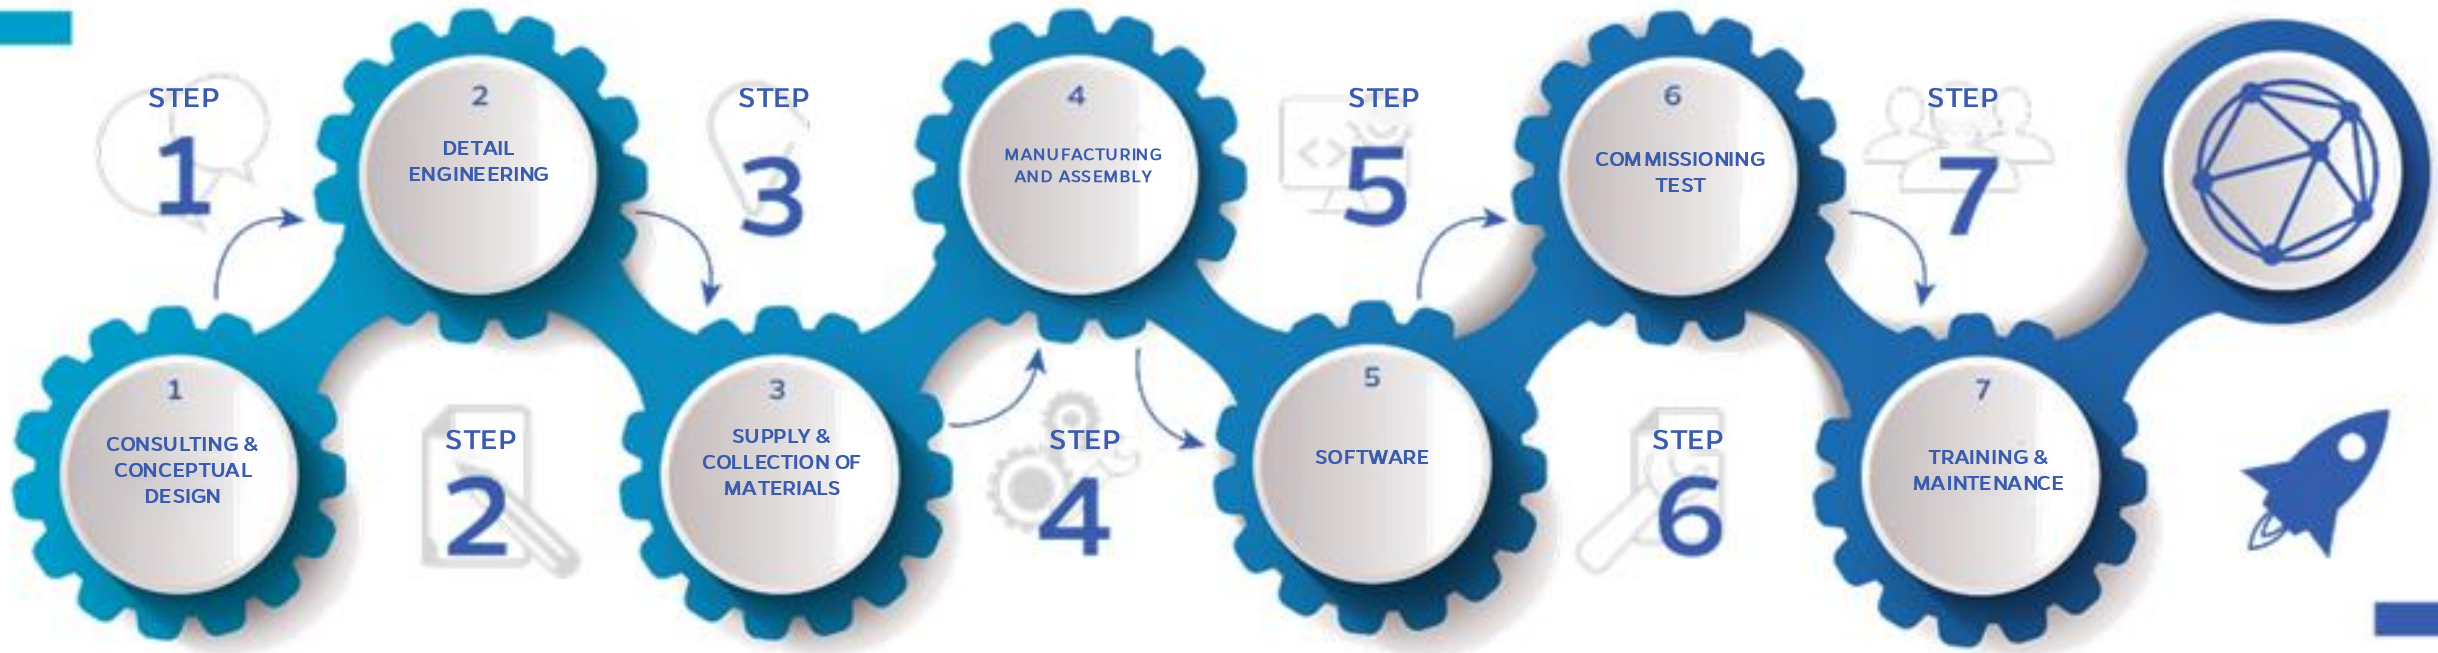 STEP
1
1
CONSULTING &
CONCEPTUAL
DESIGN
2
DETAIL
ENGINEERING
STEP
2
STEP
3
3
SUPPLY &
COLLECTION OF
MATERIALS
4
MANUFACTURING
AND ASSEMBLY
STEP
4
STEP
5
5
SOFTWARE
6
COMMISSIONING
TEST
STEP
6
STEP
7
7
TRAINING &
MAINTENANCE